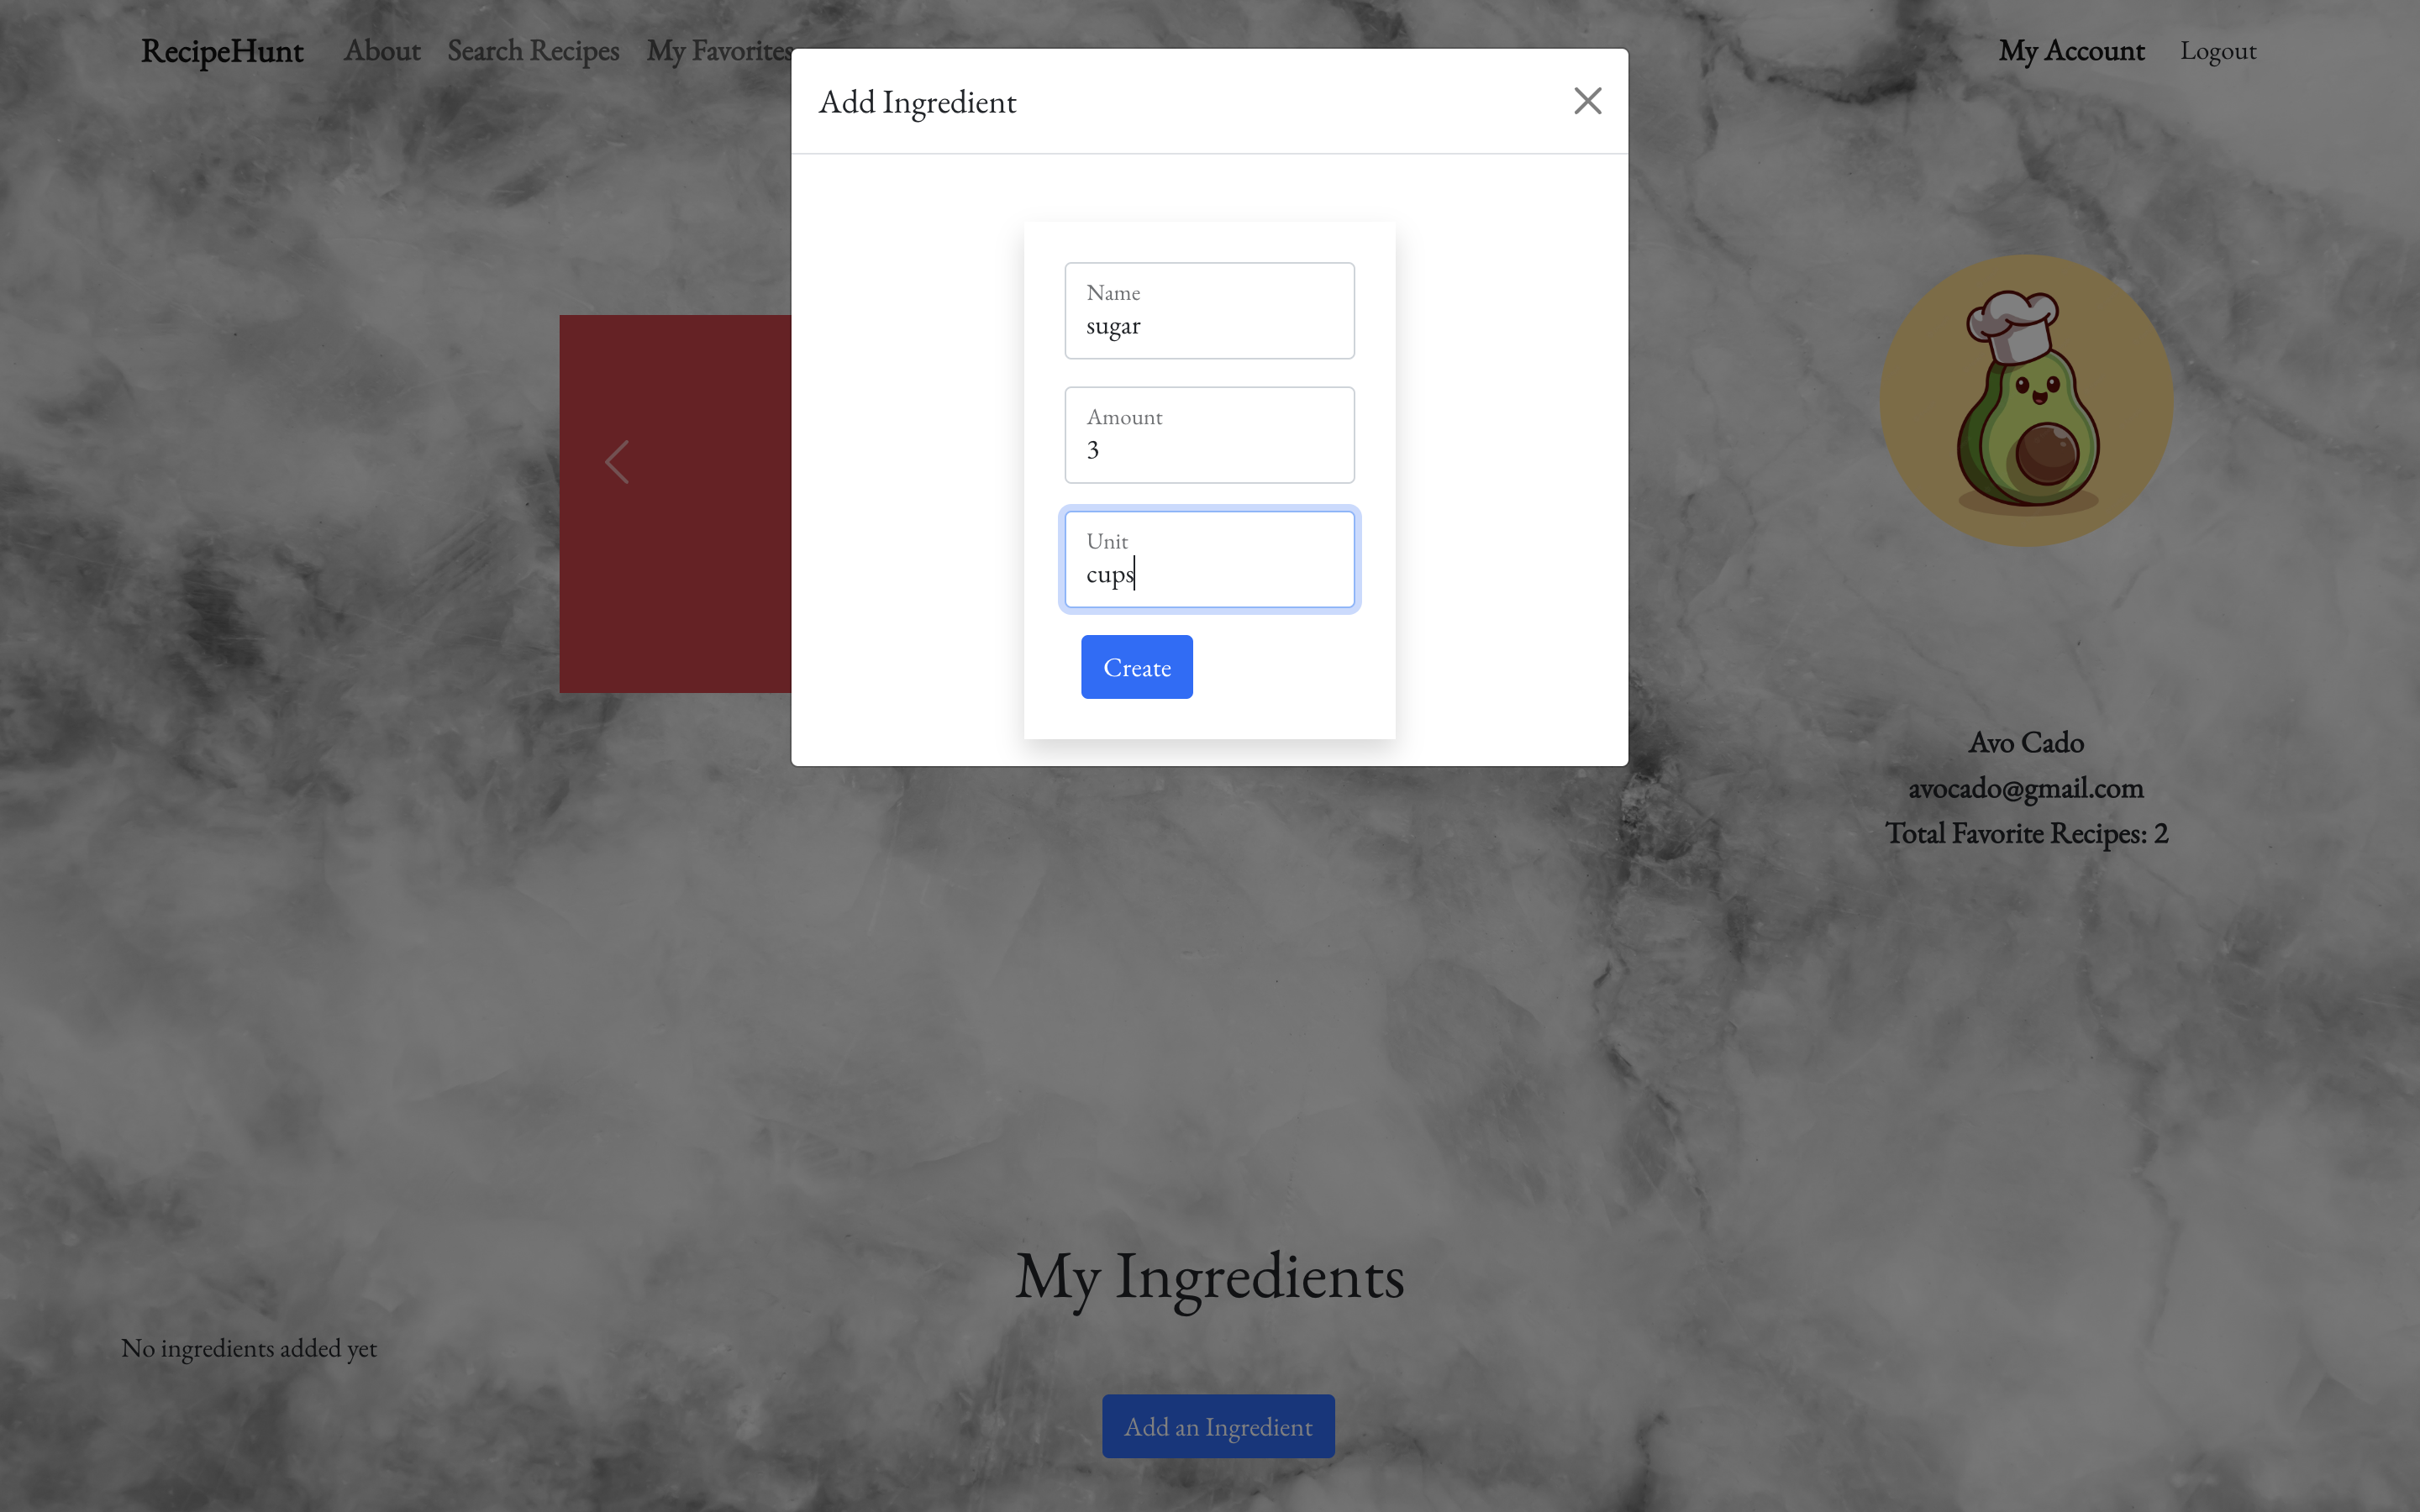 RecipeHunt About Search Recipes My Favorites My Account Logout
Add Ingredient
Name
sugar
Amount
3
Unit
cups
Create
Avo Cado
avocado@gmail.com
Total Favorite Recipes: 2
My Ingredients
No ingredients added yet
Add an Ingredient